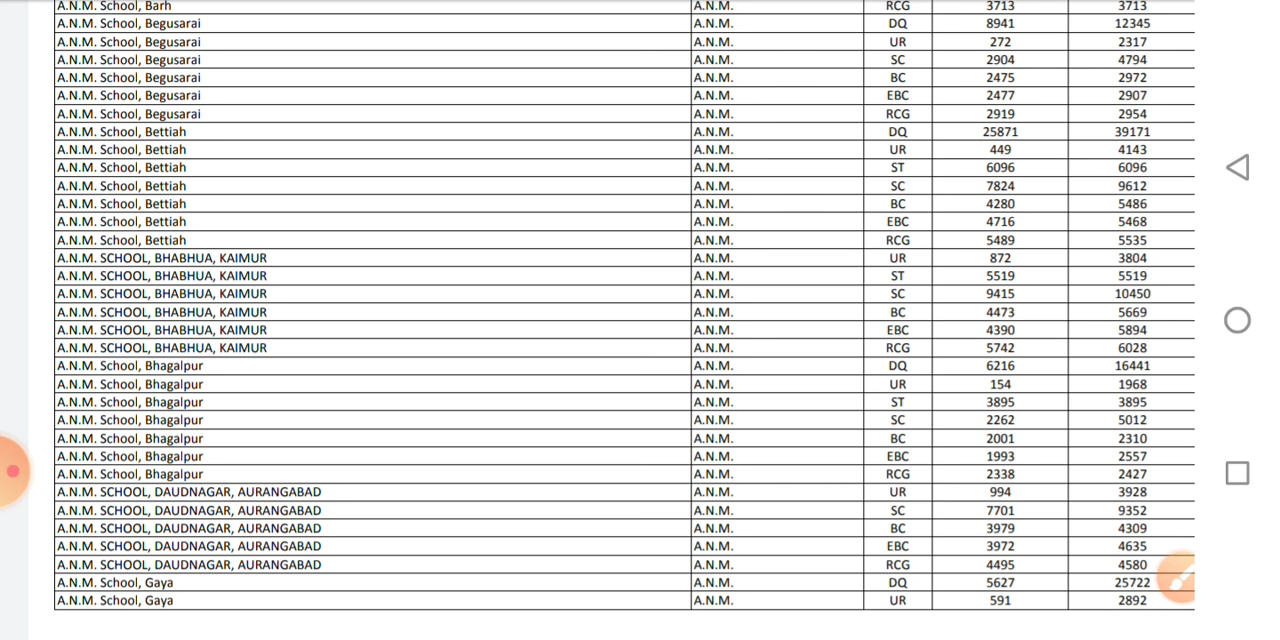 A.N.M. School, Barh A.N.M. RCG 3713 3713
A.N.M. School, Begusarai A.N.M. DQ 8941 12345
A.N.M. School, Begusarai A.N.M. UR 272 2317
A.N.M. School, Begusarai A.N.M. SC 2904 4794
A.N.M. School, Begusarai A.N.M. BC 2475 2972
A.N.M. School, Begusarai A.N.M. EBC 2477 2907
A.N.M. School, Begusarai A.N.M. RCG 2919 2954
A.N.M. School, Bettiah A.N.M. DQ 25871 39171
A.N.M. School, Bettiah A.N.M. UR 449 4143
A.N.M. School, Bettiah A.N.M. ST 6096 6096
A.N.M. School, Bettiah A.N.M. SC 7824 9612
A.N.M. School, Bettiah A.N.M. BC 4280 5486
A.N.M. School, Bettiah A.N.M. EBC 4716 5468
A.N.M. School, Bettiah A.N.M. RCG 5489 5535
A.N.M. SCHOOL, BHABHUA, KAIMUR A.N.M. UR 872 3804
A.N.M. SCHOOL, BHABHUA, KAIMUR A.N.M. ST 5519 5519
A.N.M. SCHOOL, BHABHUA, KAIMUR A.N.M. SC 9415 10450
A.N.M. SCHOOL, BHABHUA, KAIMUR A.N.M. BC 4473 5669
A.N.M. SCHOOL, BHABHUA, KAIMUR A.N.M. EBC 4390 5894
A.N.M. SCHOOL, BHABHUA, KAIMUR A.N.M. RCG 5742 6028
A.N.M. School, Bhagalpur A.N.M. DQ 6216 16441
A.N.M. School, Bhagalpur A.N.M. UR 154 1968
A.N.M. School, Bhagalpur A.N.M. ST 3895 3895
A.N.M. School, Bhagalpur A.N.M. SC 2262 5012
A.N.M. School, Bhagalpur A.N.M. BC 2001 2310
A.N.M. School, Bhagalpur A.N.M. EBC 1993 2557
A.N.M. School, Bhagalpur A.N.M. RCG 2338 2427
A.N.M. SCHOOL, DAUDNAGAR, AURANGABAD A.N.M. UR 994 3928
A.N.M. SCHOOL, DAUDNAGAR, AURANGABAD A.N.M. SC 7701 9352
A.N.M. SCHOOL, DAUDNAGAR, AURANGABAD A.N.M. BC 3979 4309
A.N.M. SCHOOL, DAUDNAGAR, AURANGABAD A.N.M. EBC 3972 4635
A.N.M. SCHOOL, DAUDNAGAR, AURANGABAD A.N.M. RCG 4495 4580
A.N.M. School, Gaya A.N.M. DQ 5627 25722
A.N.M. School, Gaya A.N.M. UR 591 2892